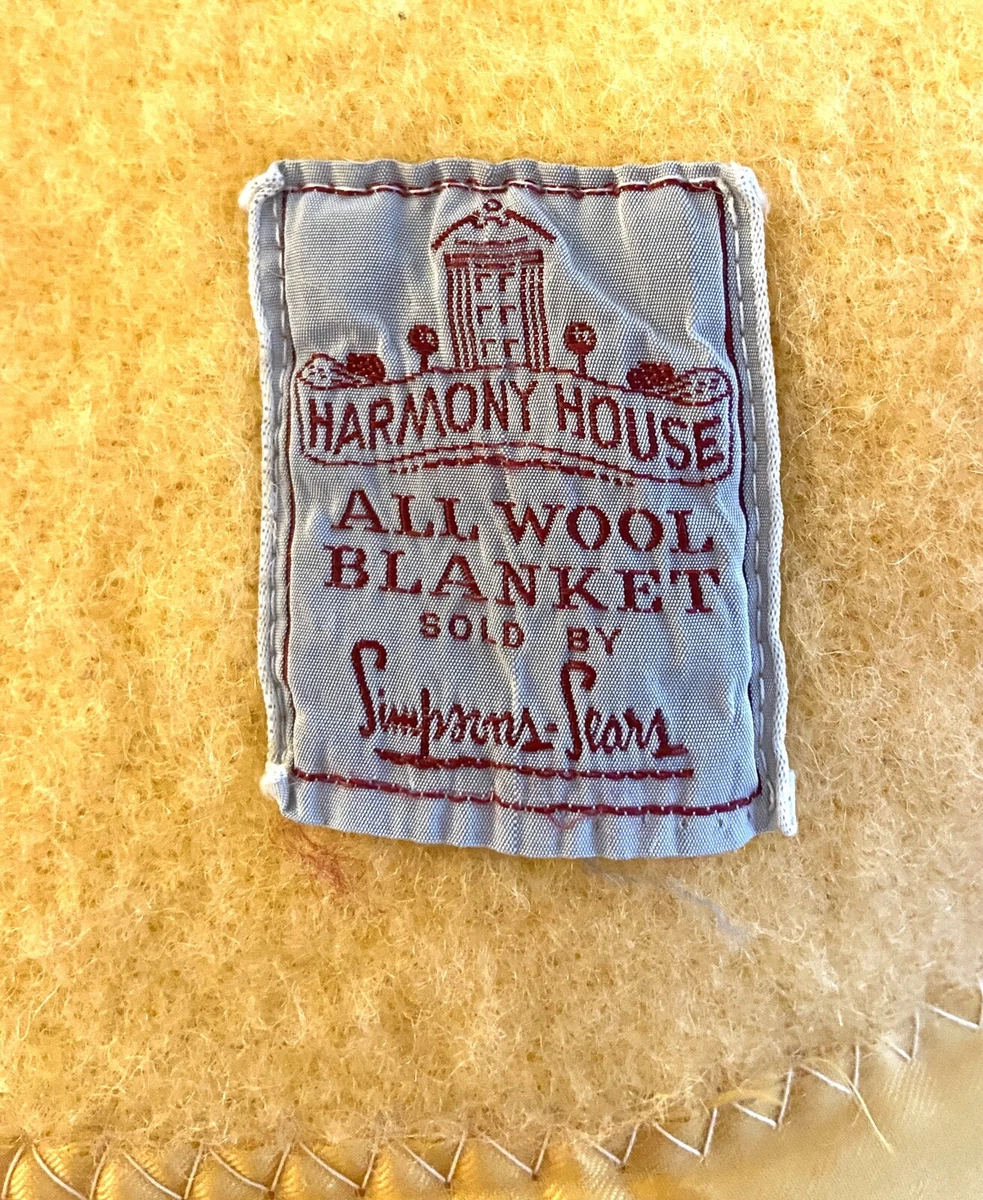 HARMONY HOUSE
ALL WOOL
BLANKET
SOLD BY
Simpsons-Sears